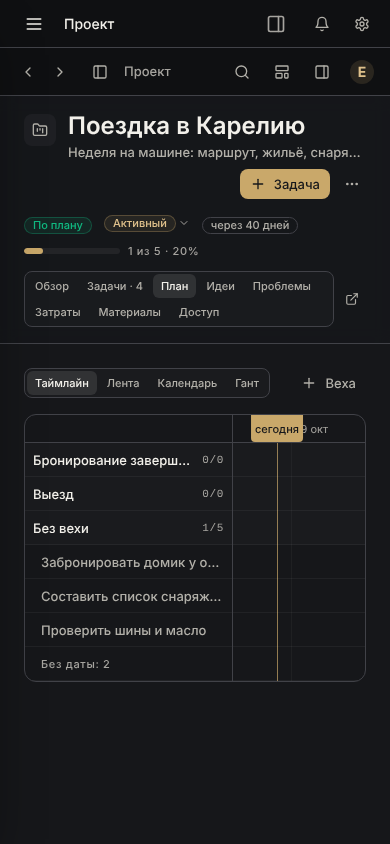 Проект
Проект
E
Поездка в Карелию
Неделя на машине: маршрут, жильё, снаря...
Задача
По плану
Активный
через 40 дней
1 из 5 · 20%
Обзор
Задачи · 4
План
Идеи
Проблемы
Затраты
Материалы
Доступ
Таймлайн
Лента
Календарь
Гант
Веха
сегодня
9 окт
Бронирование заверш... 0/0
Выезд 0/0
Без вехи 1/5
Забронировать домик у о...
Составить список снаряж...
Проверить шины и масло
Без даты: 2